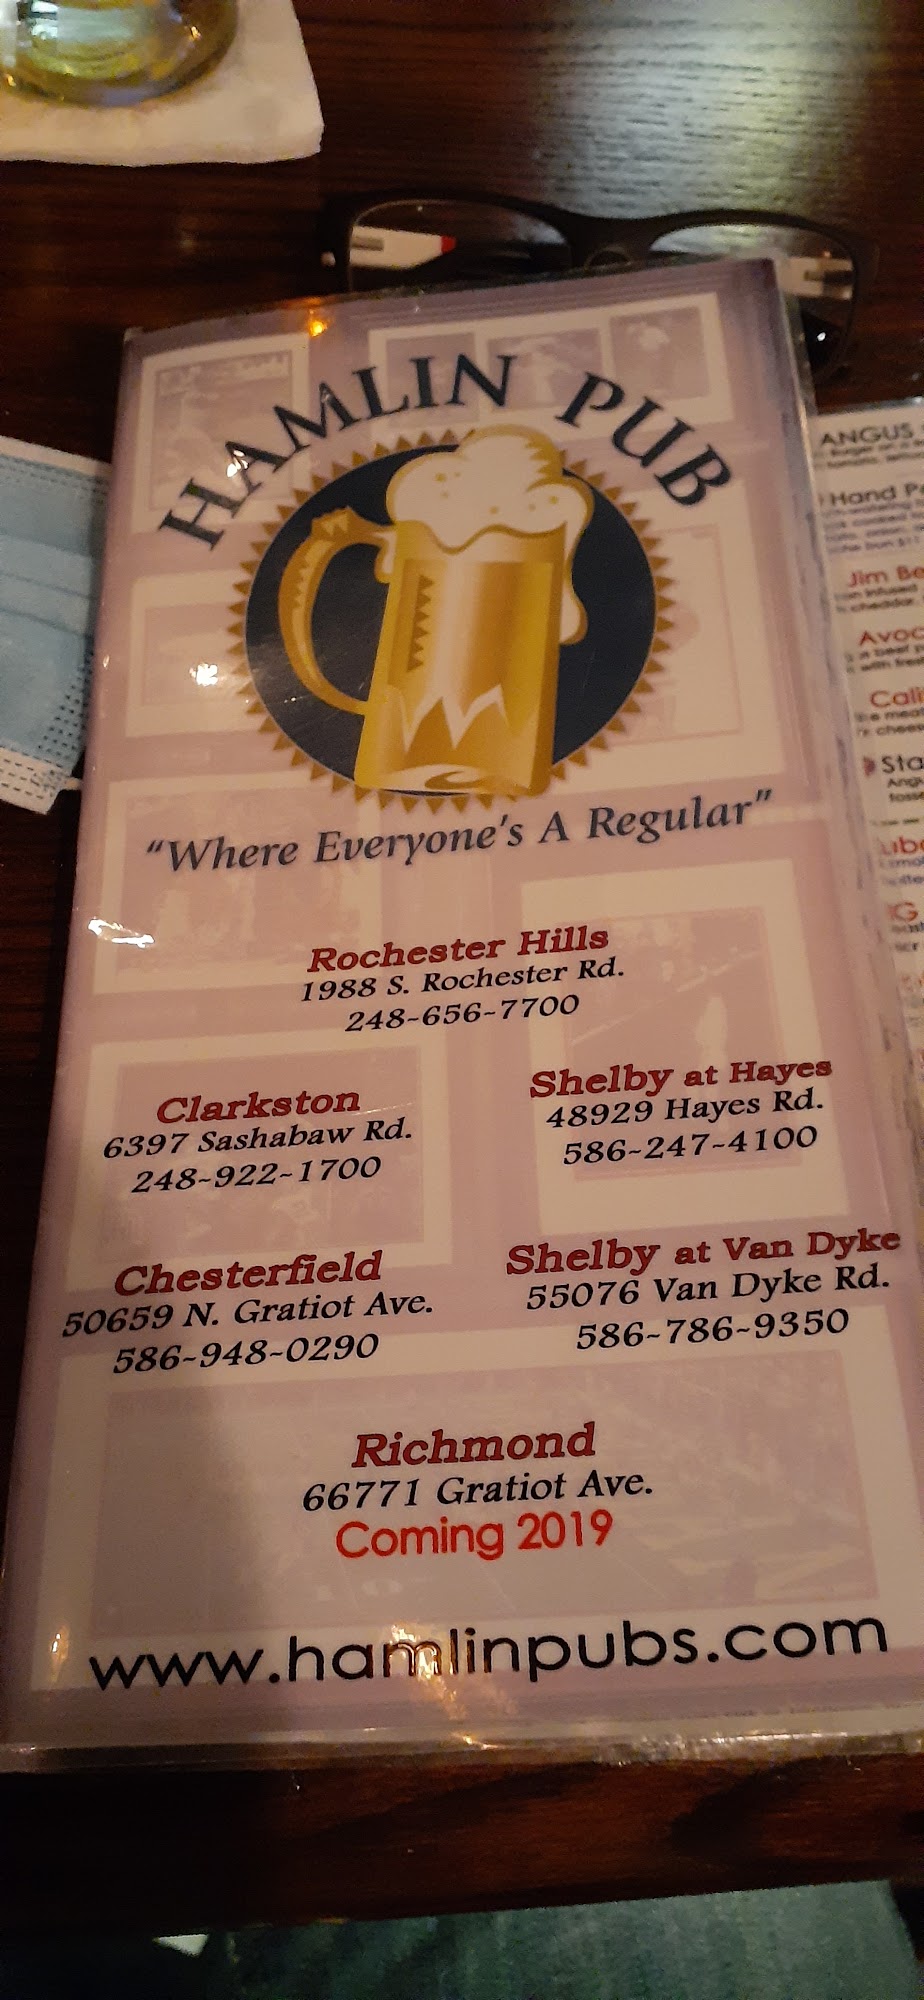 HAMLIN PUB
"Where Everyone's A Regular"
Rochester Hills
1988 S. Rochester Rd.
248-656-7700
Clarkston
6397 Sashabaw Rd.
248-922-1700
Shelby at Hayes
48929 Hayes Rd.
586-247-4100
Chesterfield
50659 N. Gratiot Ave.
586-948-0290
Shelby at Van Dyke
55076 Van Dyke Rd.
586-786-9350
Richmond
66771 Gratiot Ave.
Coming 2019
www.hamlinpubs.com
ANGUS
Hand
Jim